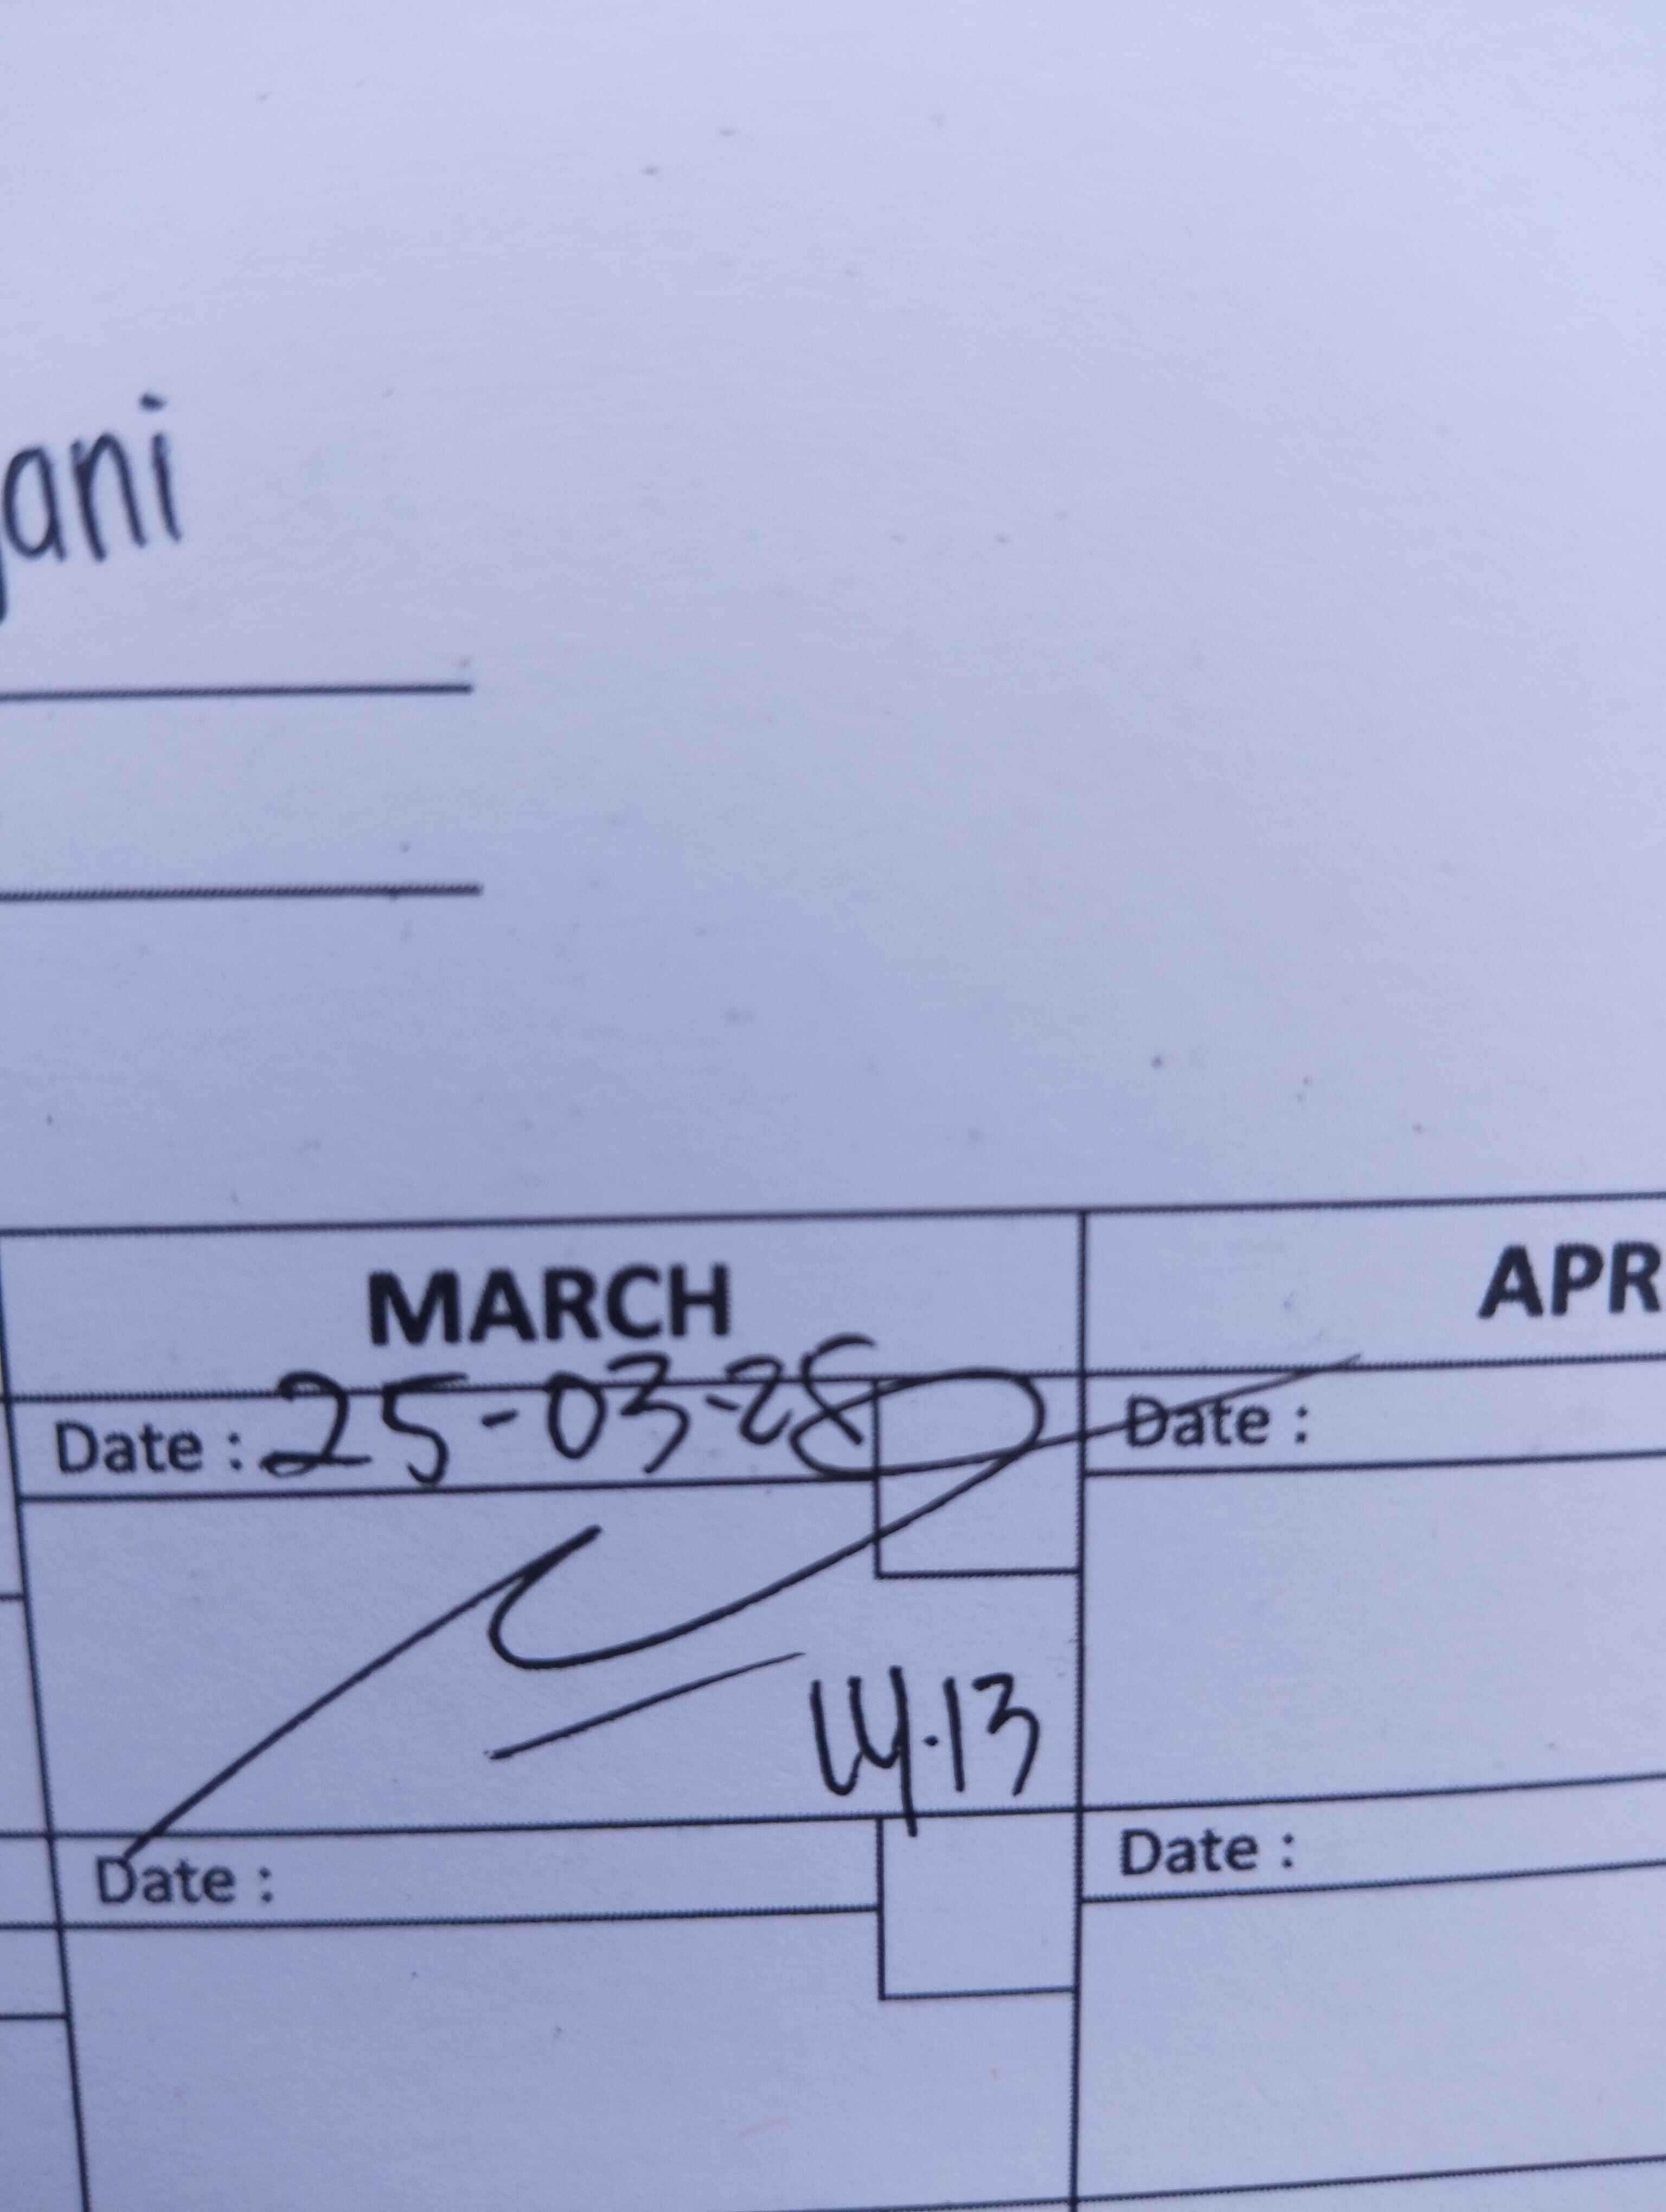 ani
MARCH
APR
Date : 25-03-28
Date :
14.13
Date :
Date :